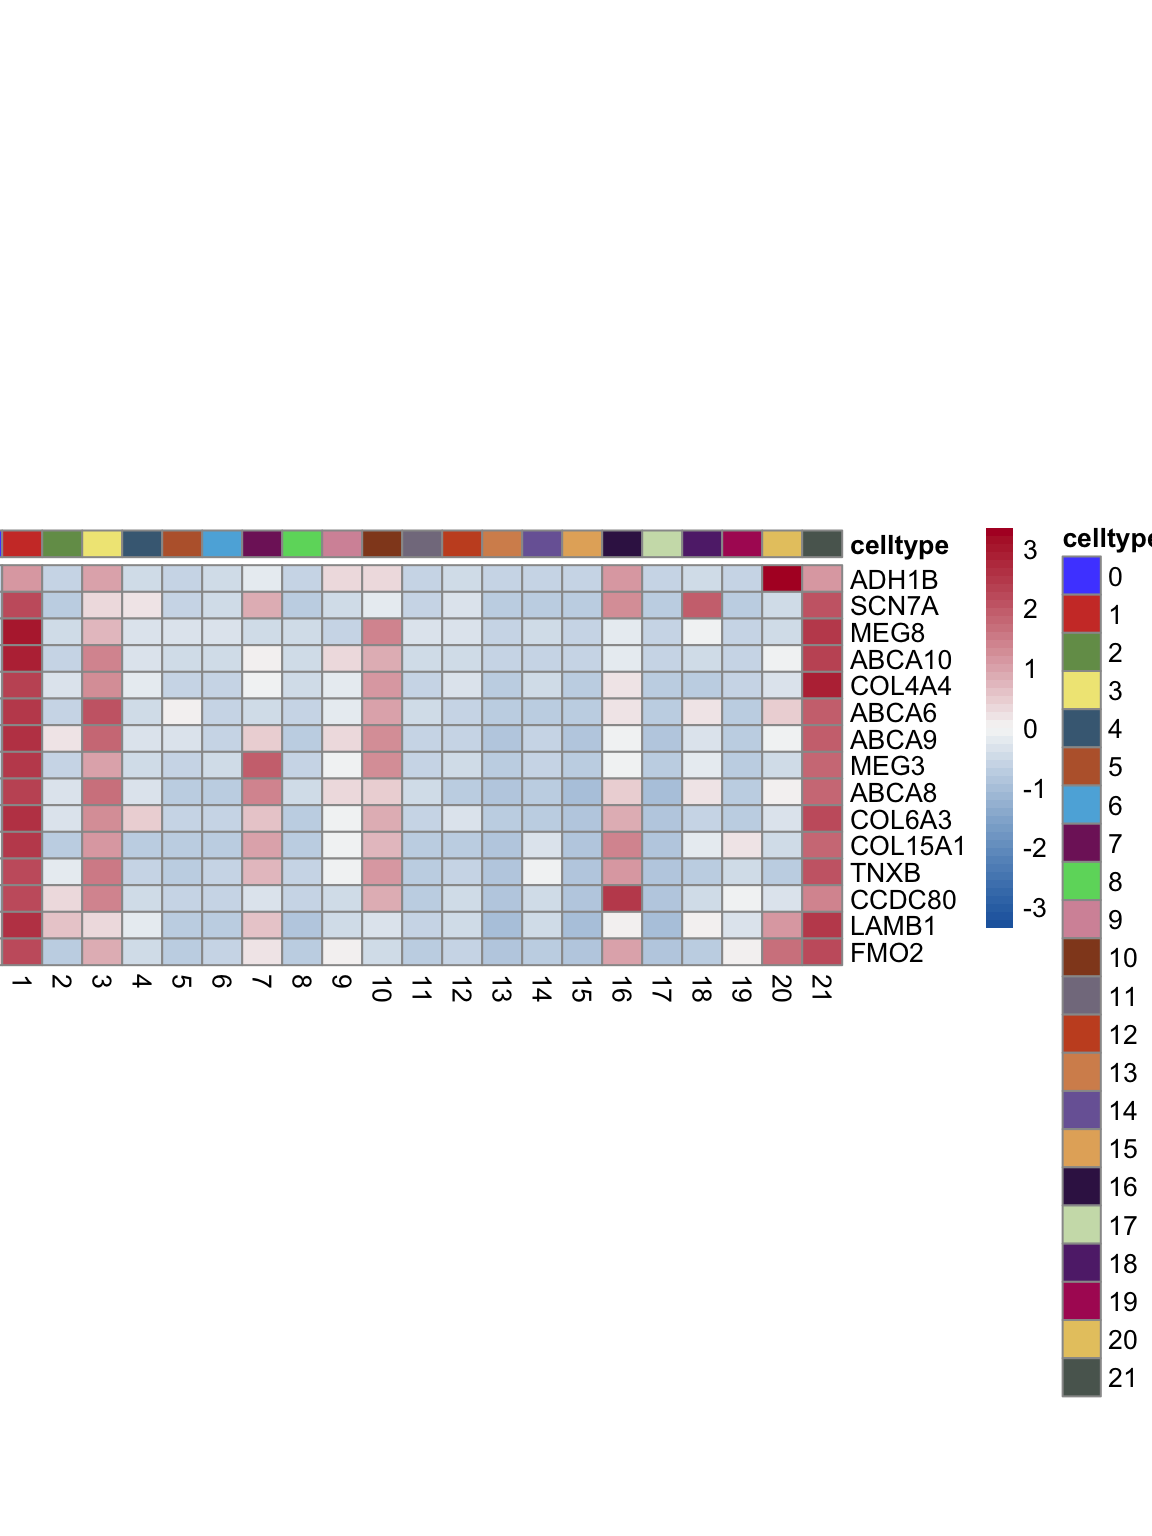 celltype
ADH1B
SCN7A
MEG8
ABCA10
COL4A4
ABCA6
ABCA9
MEG3
ABCA8
COL6A3
COL15A1
TNXB
CCDC80
LAMB1
FMO2
1 2 3 4 5 6 7 8 9 10 11 12 13 14 15 16 17 18 19 20 21
3
2
1
0
-1
-2
-3
celltype
0
1
2
3
4
5
6
7
8
9
10
11
12
13
14
15
16
17
18
19
20
21